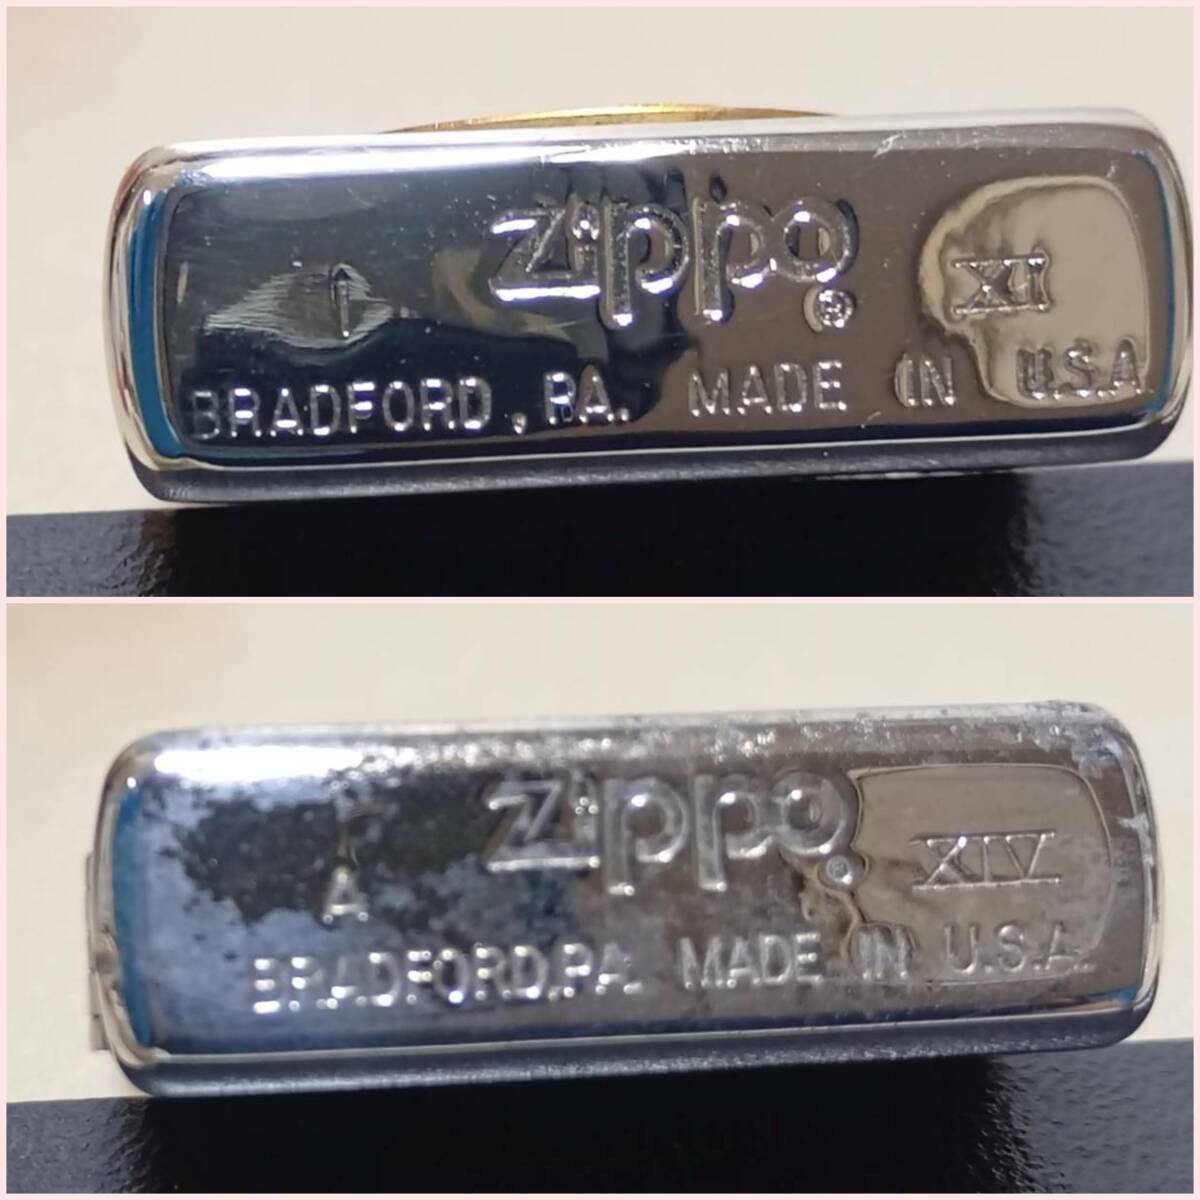 Zippo®
I XI
BRADFORD, PA. MADE IN U.S.A
Zippo®
A XIV
BRADFORD,PA. MADE IN U.S.A.